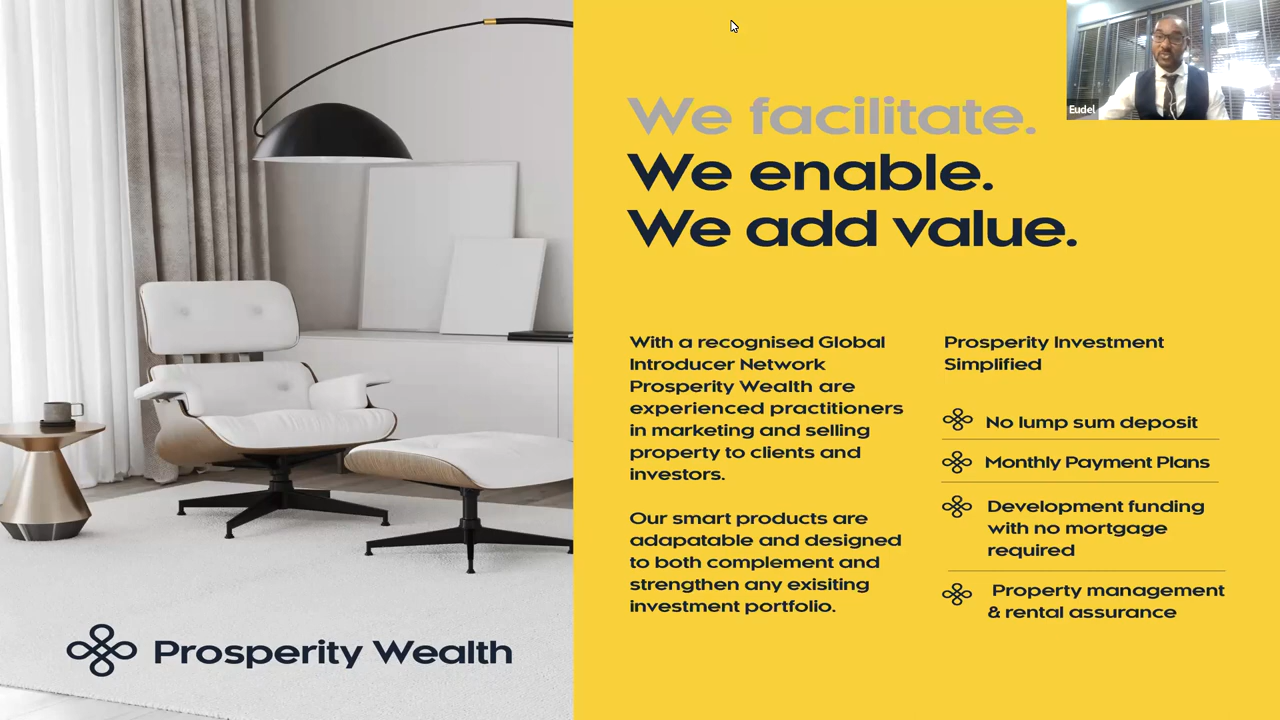 Eudel
We facilitate.
We enable.
We add value.
With a recognised Global
Introducer Network
Prosperity Wealth are
experienced practitioners
in marketing and selling
property to clients and
investors.
Our smart products are
adapatable and designed
to both complement and
strengthen any exisiting
investment portfolio.
Prosperity Investment
Simplified
No lump sum deposit
Monthly Payment Plans
Development funding
with no mortgage
required
Property management
& rental assurance
Prosperity Wealth